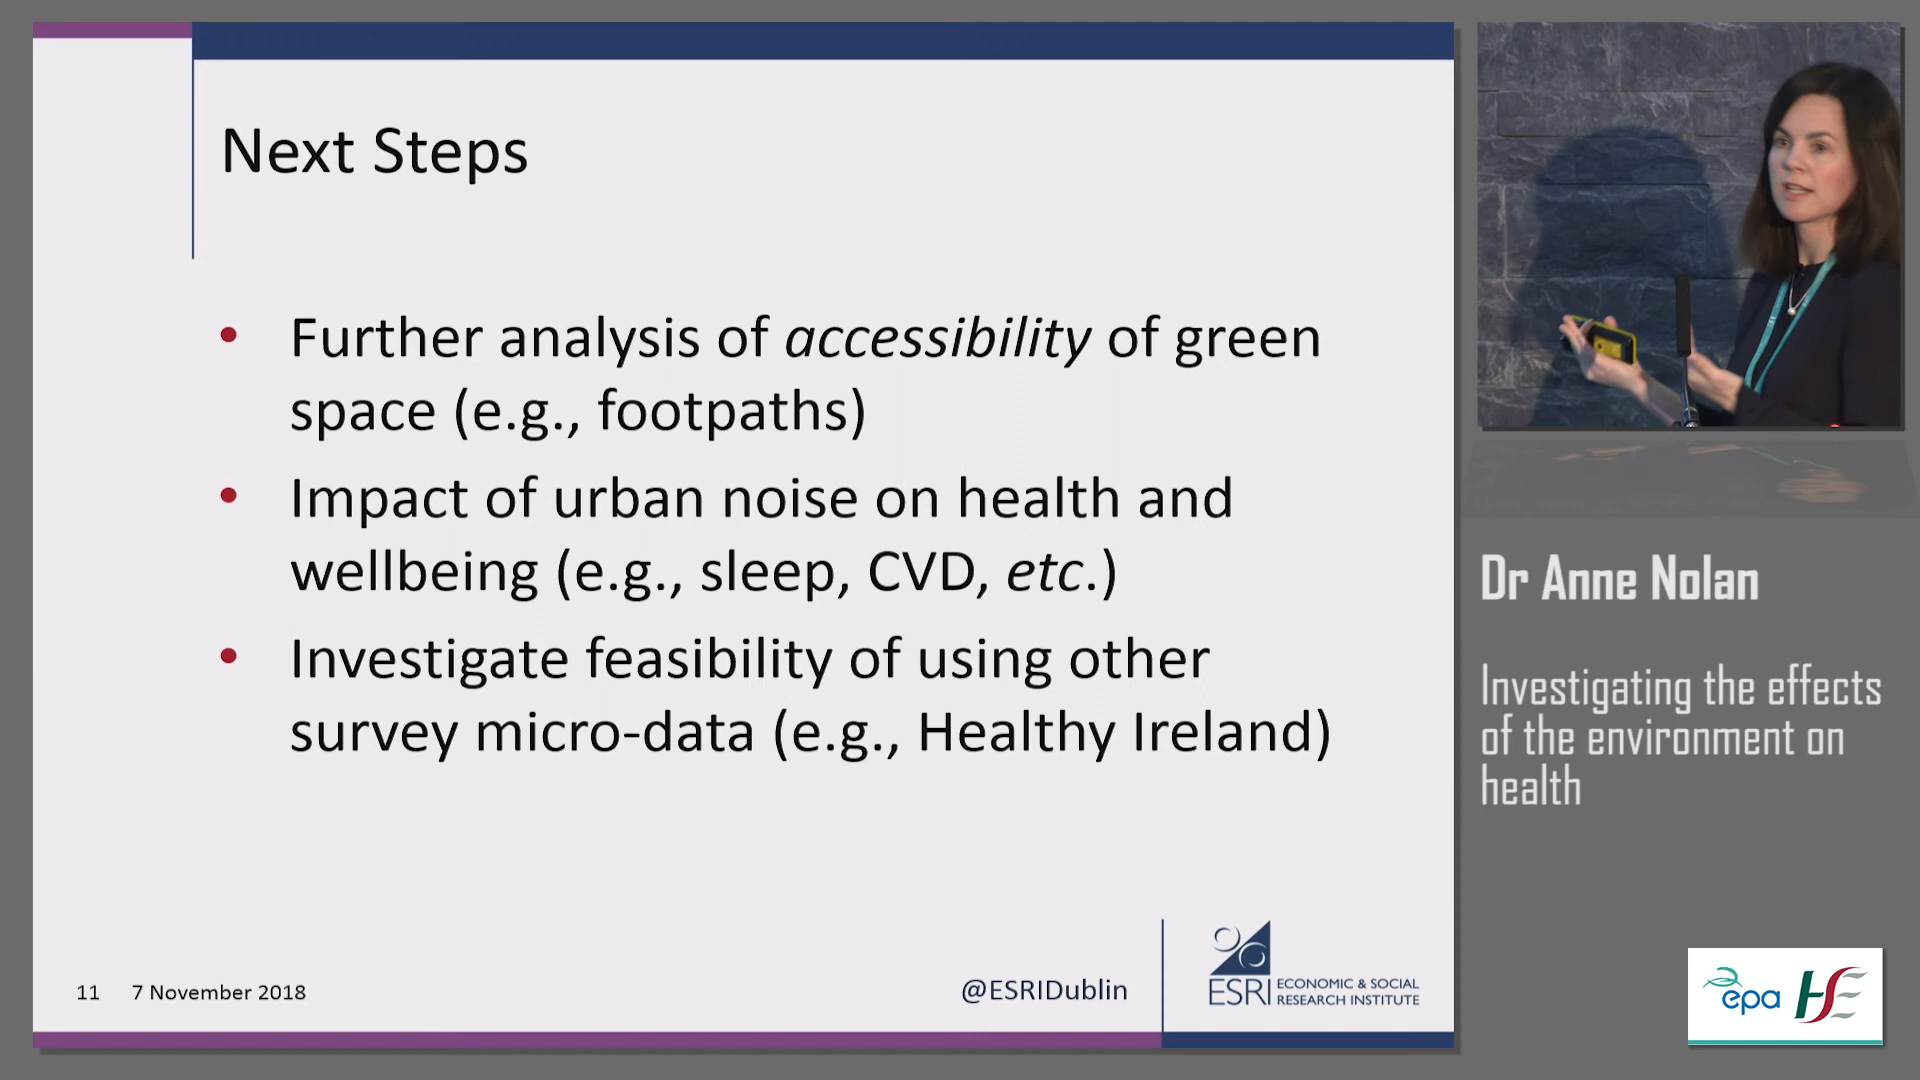 Next Steps
• Further analysis of accessibility of green
space (e.g., footpaths)
• Impact of urban noise on health and
wellbeing (e.g., sleep, CVD, etc.)
• Investigate feasibility of using other
survey micro-data (e.g., Healthy Ireland)
11 7 November 2018
@ESRIDublin
ESRI
ECONOMIC & SOCIAL
RESEARCH INSTITUTE
Dr Anne Nolan
Investigating the effects
of the environment on
health
epa
HSE